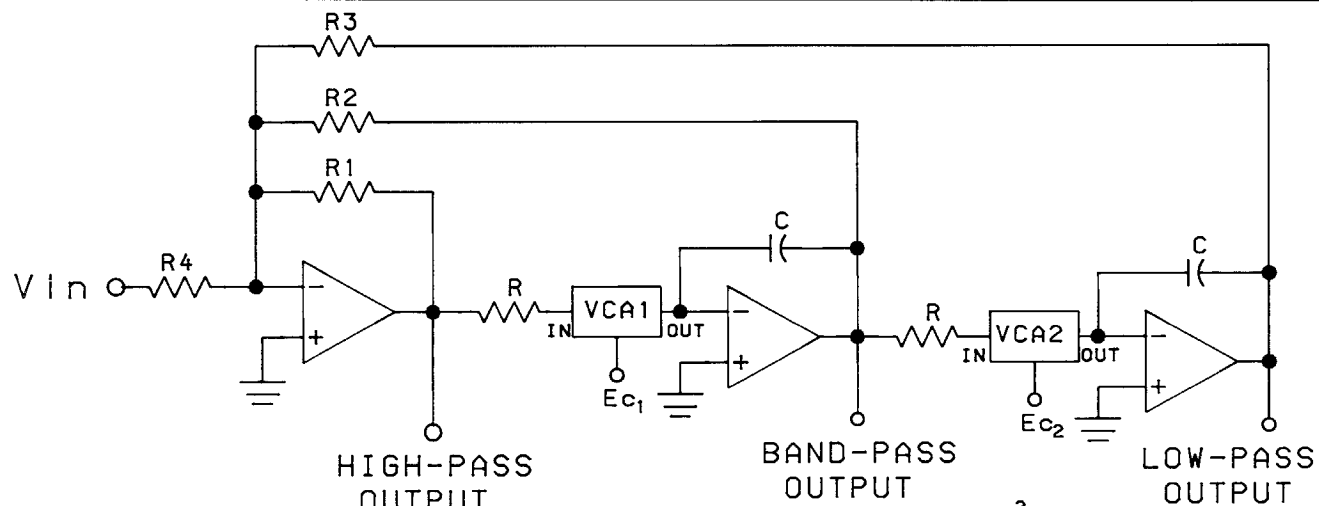 R3
R2
R1
C
C
R4
Vin
R
VCA1
IN
OUT
R
VCA2
IN
OUT
Ec1
Ec2
HIGH-PASS
OUTPUT
BAND-PASS
OUTPUT
LOW-PASS
OUTPUT